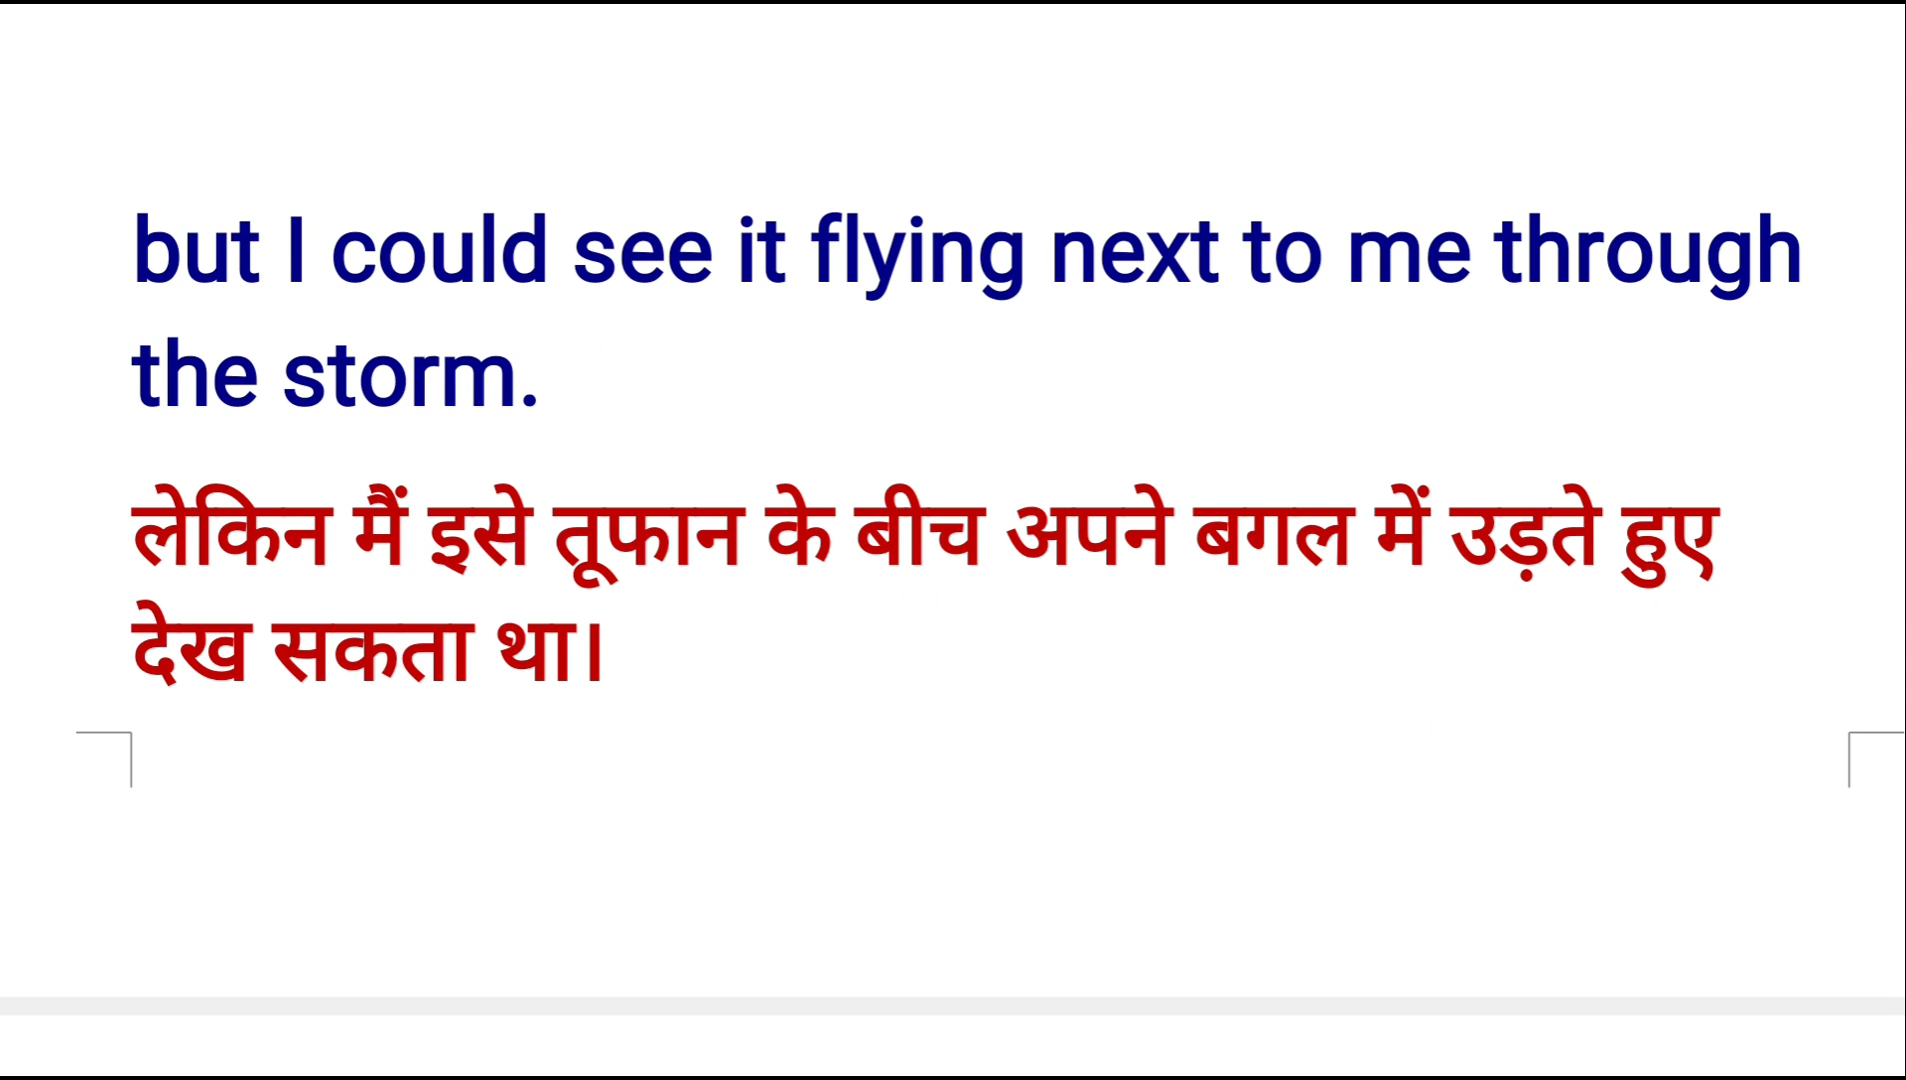 but I could see it flying next to me through
the storm.
लेकिन मैं इसे तूफान के बीच अपने बगल में उड़ते हुए
देख सकता था।